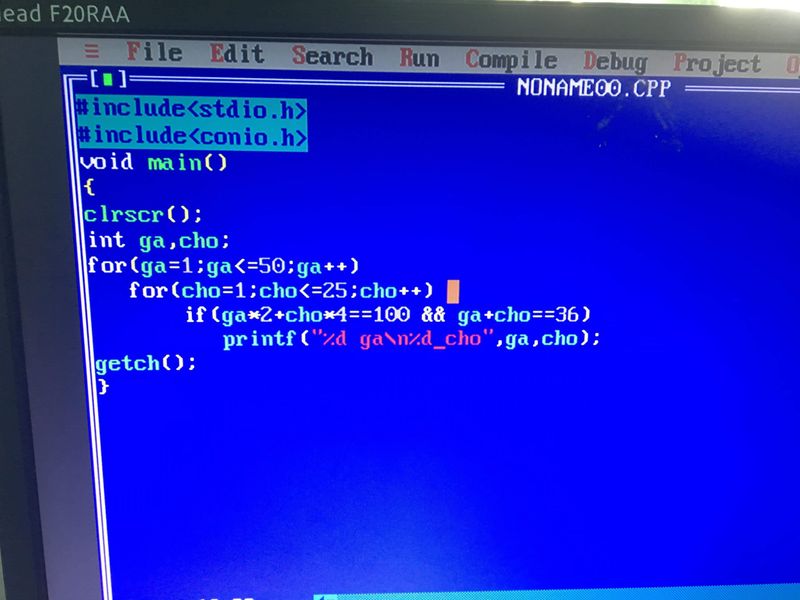 ead F20RAA
≡ File Edit Search Run Compile Debug Project O
[■] NONAME00.CPP
#include<stdio.h>
#include<conio.h>
void main()
{
clrscr();
int ga,cho;
for(ga=1;ga<=50;ga++)
for(cho=1;cho<=25;cho++)
if(ga*2+cho*4==100 && ga+cho==36)
printf("%d ga\n%d_cho",ga,cho);
getch();
}